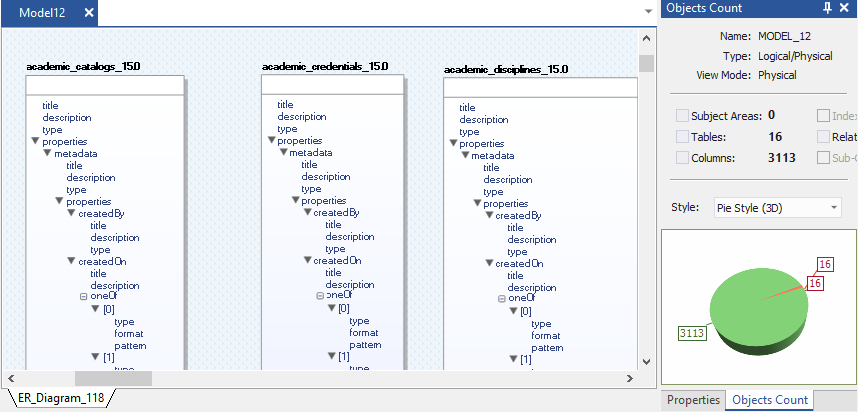 Model12
academic_catalogs_15.0
title
description
type
properties
metadata
title
description
type
properties
createdBy
title
description
type
createdOn
title
description
oneOf
[0]
type
format
pattern
[1]
academic_credentials_15.0
title
description
type
properties
metadata
title
description
type
properties
createdBy
title
description
type
createdOn
title
description
oneOf
[0]
type
format
pattern
[1]
type
academic_disciplines_15.0
title
description
type
properties
metadata
title
description
type
properties
createdBy
title
description
type
createdOn
title
description
oneOf
[0]
type
format
pattern
[1]
ER_Diagram_118
Objects Count
Name: MODEL_12
Type: Logical/Physical
View Mode: Physical
Subject Areas: 0
Tables: 16
Columns: 3113
Index
Relat
Style: Pie Style (3D)
16
16
3113
Properties
Objects Count